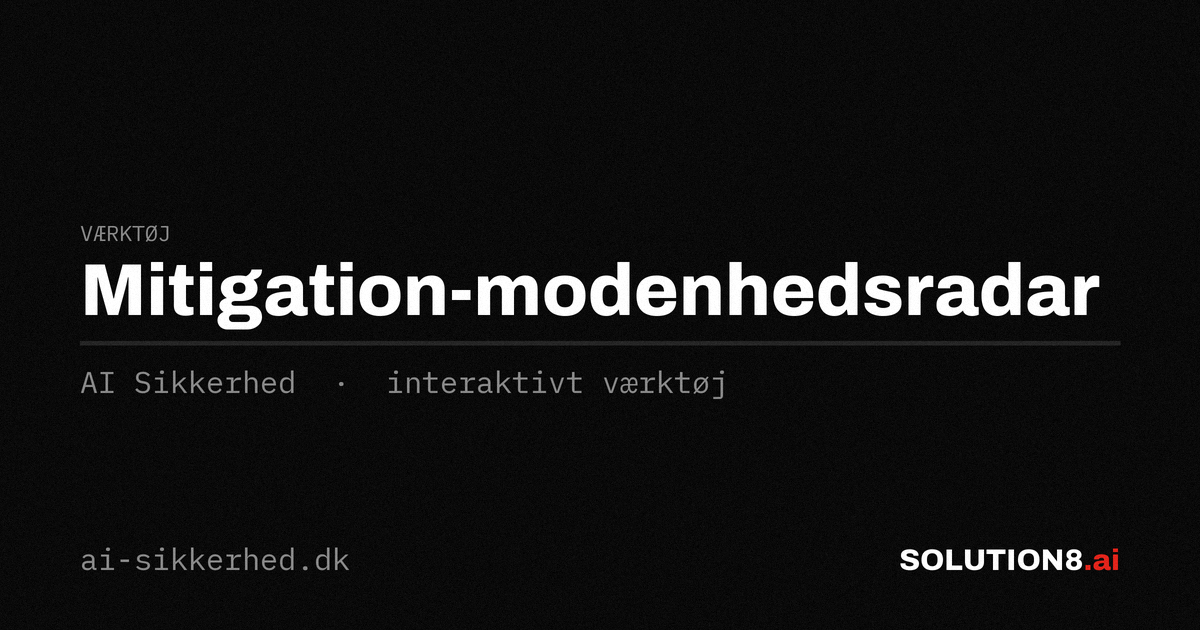 VÆRKTØJ
Mitigation-modenhedsradar
AI Sikkerhed · interaktivt værktøj
ai-sikkerhed.dk
SOLUTION8.ai